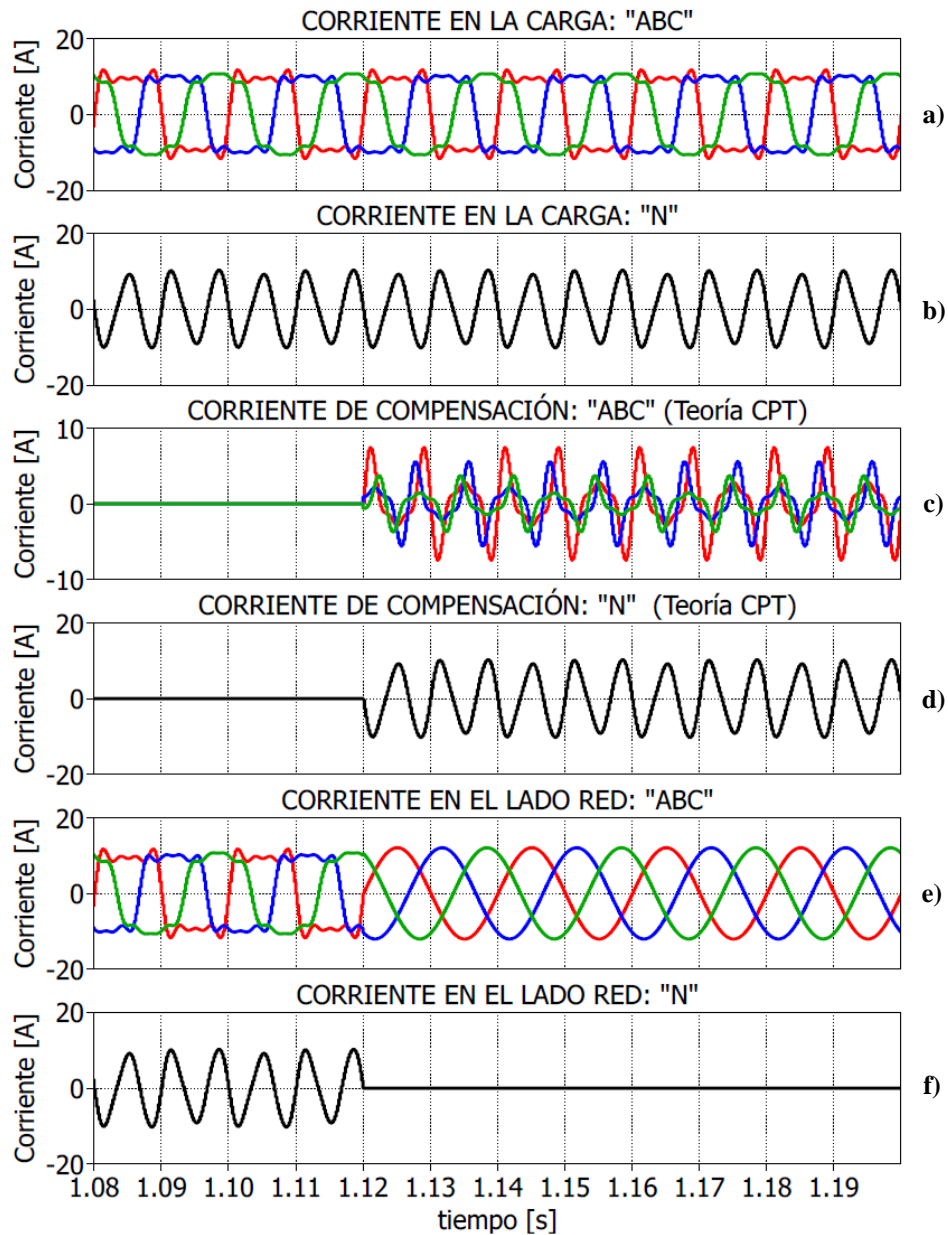 CORRIENTE EN LA CARGA: "ABC"
Corriente [A]
20
0
-20
a)
CORRIENTE EN LA CARGA: "N"
Corriente [A]
20
0
-20
b)
CORRIENTE DE COMPENSACIÓN: "ABC" (Teoría CPT)
Corriente [A]
10
0
-10
c)
CORRIENTE DE COMPENSACIÓN: "N" (Teoría CPT)
Corriente [A]
20
0
-20
d)
CORRIENTE EN EL LADO RED: "ABC"
Corriente [A]
20
0
-20
e)
CORRIENTE EN EL LADO RED: "N"
Corriente [A]
20
0
-20
f)
1.08 1.09 1.10 1.11 1.12 1.13 1.14 1.15 1.16 1.17 1.18 1.19
tiempo [s]